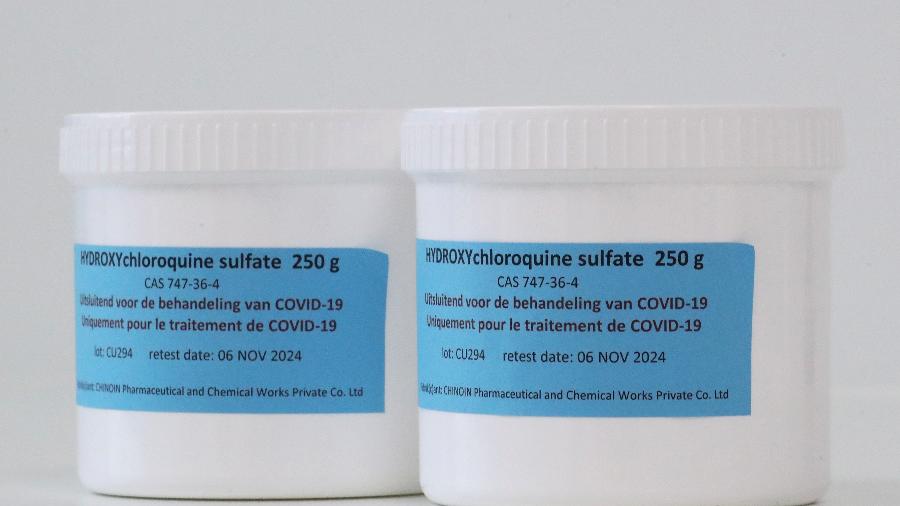 HYDROXYchloroquine sulfate 250 g
CAS 747-36-4
Uitsluitend voor de behandeling van COVID-19
Uniquement pour le traitement de COVID-19
lot: CU294 retest date: 06 NOV 2024
CHINOIN Pharmaceutical and Chemical Works Private Co. Ltd
HYDROXYchloroquine sulfate 250 g
CAS 747-36-4
Uitsluitend voor de behandeling van COVID-19
Uniquement pour le traitement de COVID-19
lot: CU294 retest date: 06 NOV 2024
CHINOIN Pharmaceutical and Chemical Works Private Co. Ltd